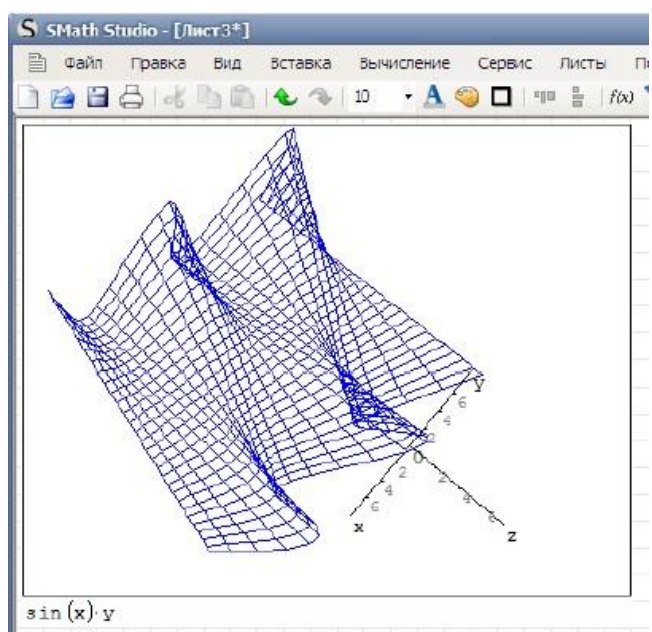 SMath Studio - [Лист3*]
Файл Правка Вид Вставка Вычисление Сервис Листы
10 f(x)
y
6
4
2
0
2 2
4 4
6 6
x z
sin(x)·y